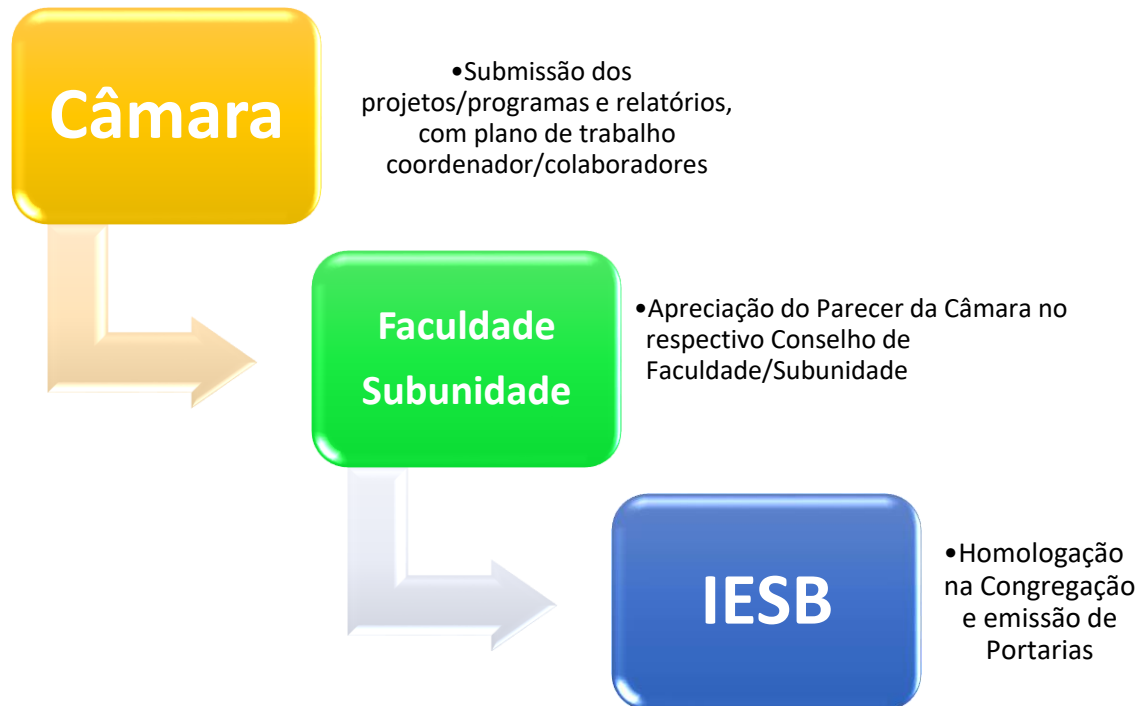 Câmara
•Submissão dos
projetos/programas e relatórios,
com plano de trabalho
coordenador/colaboradores
Faculdade
Subunidade
•Apreciação do Parecer da Câmara no
respectivo Conselho de
Faculdade/Subunidade
IESB
•Homologação
na Congregação
e emissão de
Portarias